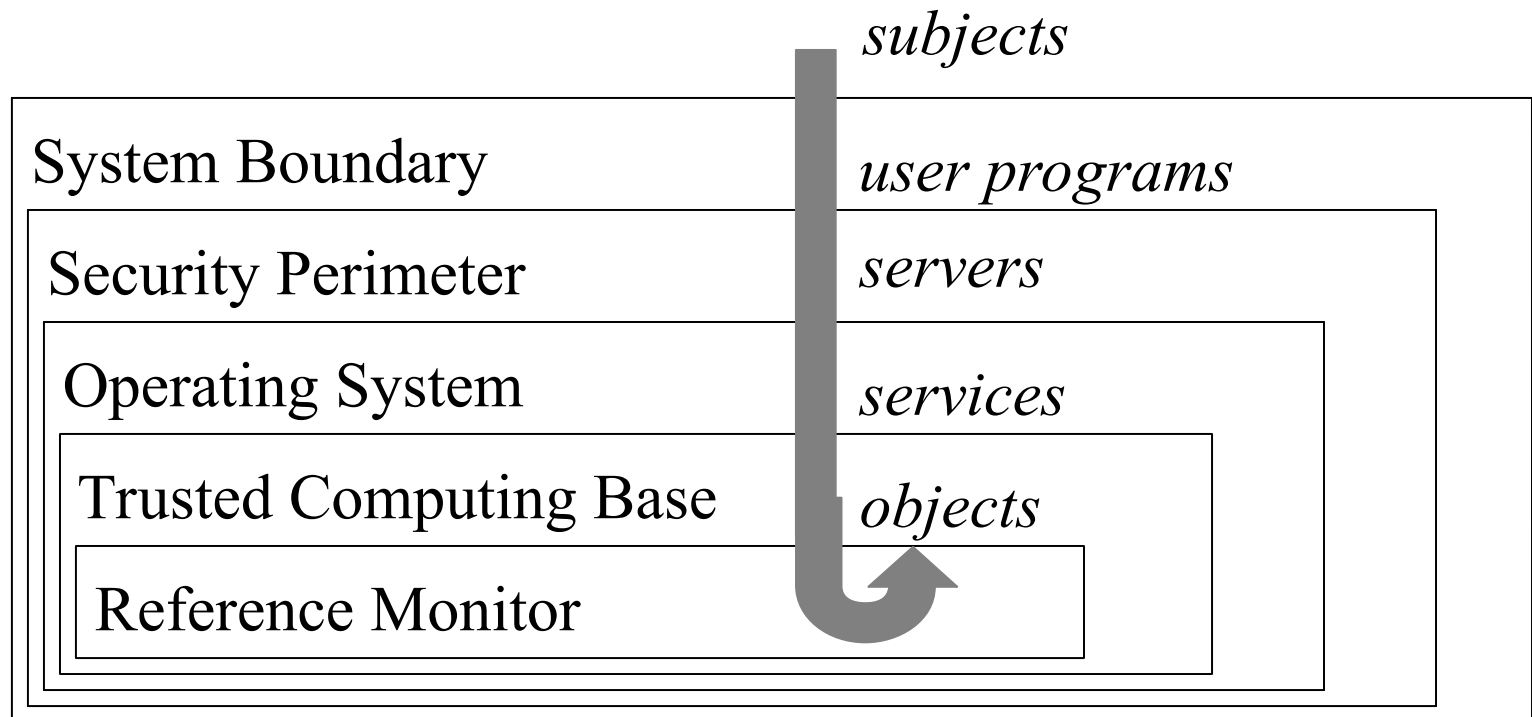 subjects
System Boundary
user programs
Security Perimeter
servers
Operating System
services
Trusted Computing Base
objects
Reference Monitor